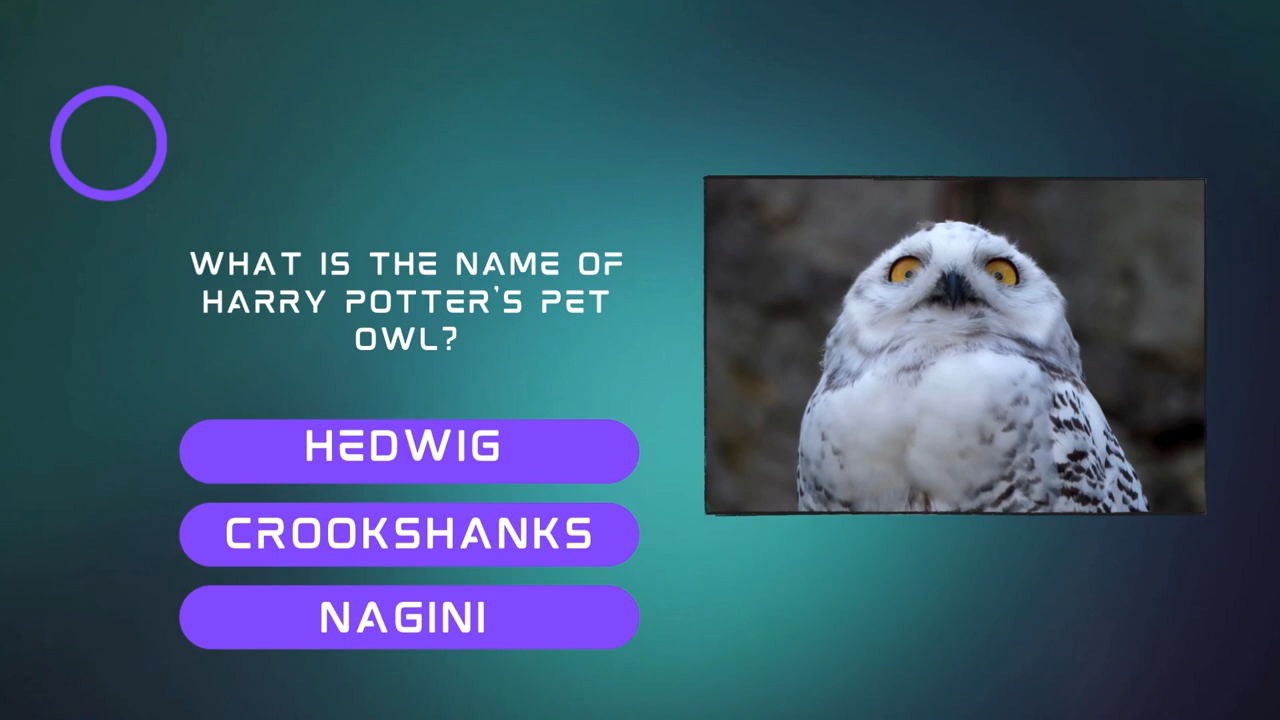 WHAT IS THE NAME OF
HARRY POTTER'S PET
OWL?
HEDWIG
CROOKSHANKS
NAGINI